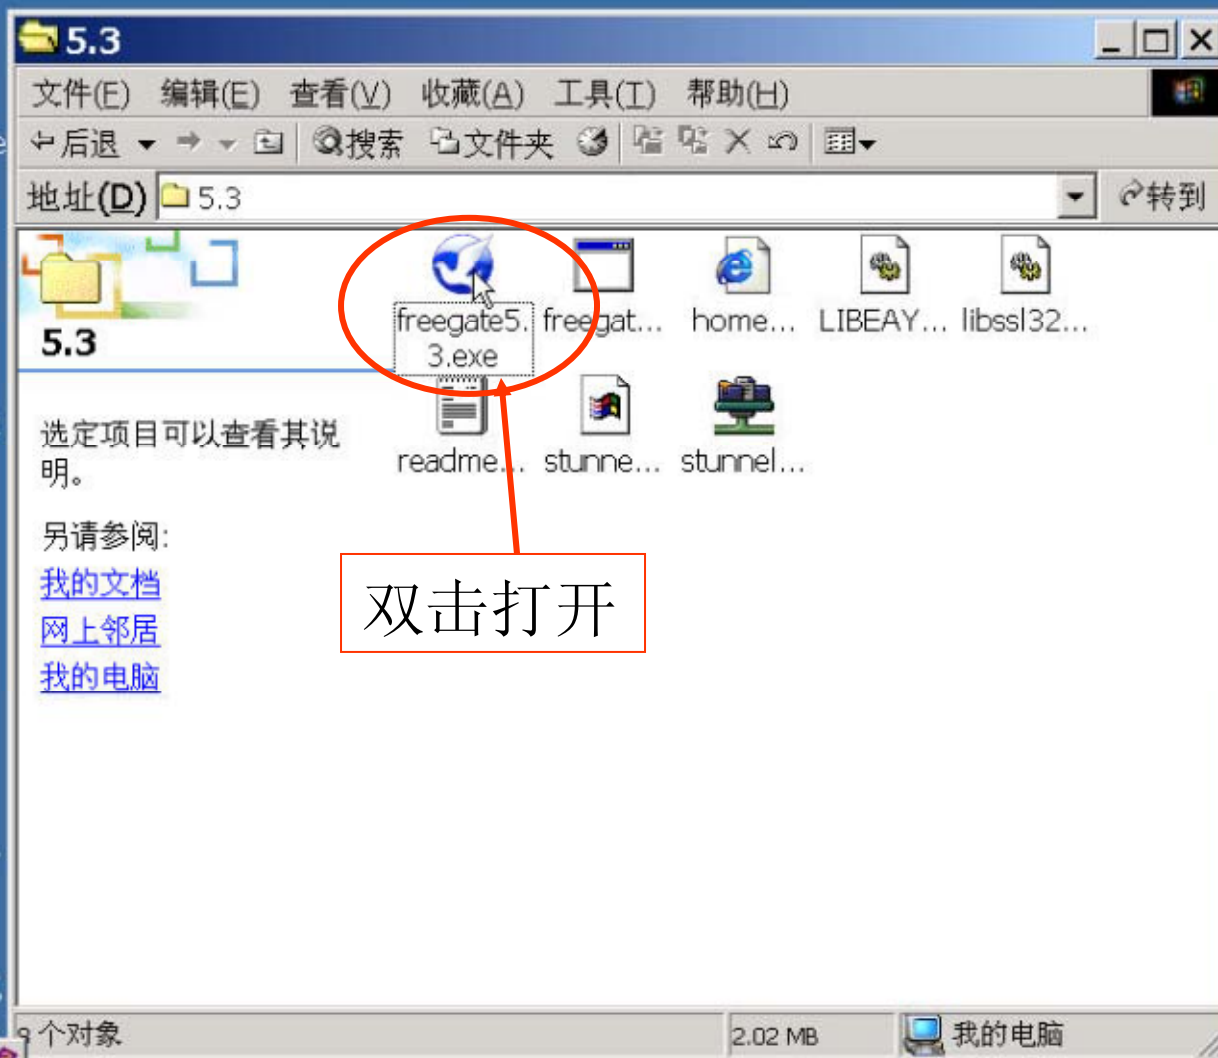 5.3
文件(F) 编辑(E) 查看(V) 收藏(A) 工具(T) 帮助(H)
后退 搜索 文件夹
地址(D) 5.3 转到
freegate5.3.exe
freegat...
home...
LIBEAY...
libssl32...
5.3
readme...
stunne...
stunnel...
选定项目可以查看其说
明。
另请参阅:
我的文档
网上邻居
我的电脑
双击打开
个对象 2.02 MB 我的电脑